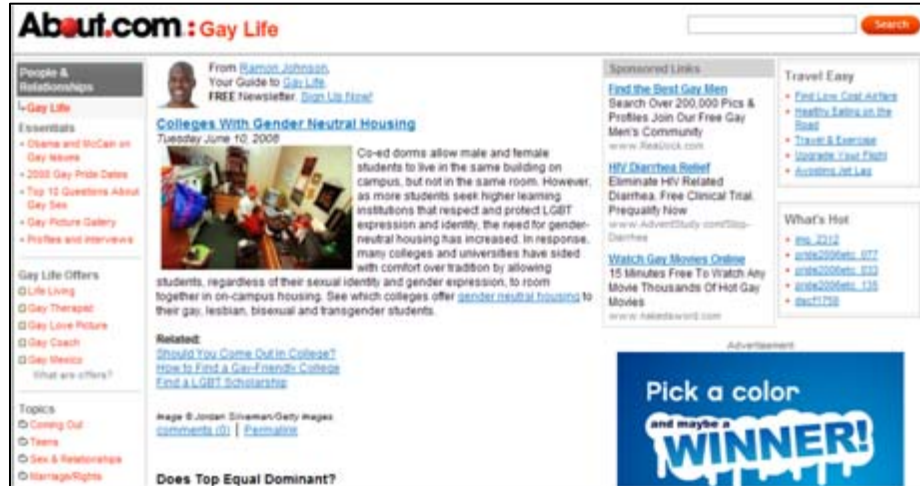 About.com : Gay Life
Search
People &
Relationships
Gay Life
Essentials
Obama and McCain on
Gay Issues
2008 Gay Pride Dates
Top 10 Questions About
Gay Sex
Gay Picture Gallery
Profiles and Interviews
Gay Life Offers
Life Living
Gay Therapist
Gay Love Picture
Gay Coach
Gay Mexico
What are offers?
Topics
Coming Out
Teens
Sex & Relationships
Marriage/Rights
From Ramon Johnson,
Your Guide to Gay Life.
FREE Newsletter. Sign Up Now!
Colleges With Gender Neutral Housing
Tuesday June 10, 2008
Co-ed dorms allow male and female
students to live in the same building on
campus, but not in the same room. However,
as more students seek higher learning
institutions that respect and protect LGBT
expression and identity, the need for gender-
neutral housing has increased. In response,
many colleges and universities have sided
with comfort over tradition by allowing
students, regardless of their sexual identity and gender expression, to room
together in on-campus housing. See which colleges offer gender neutral housing to
their gay, lesbian, bisexual and transgender students.
Related:
Should You Come Out In College?
How to Find a Gay-Friendly College
Find a LGBT Scholarship
Image © Jordan Silverman/Getty Images
comments (0) | Permalink
Does Top Equal Dominant?
Sponsored Links
Find the Best Gay Men
Search Over 200,000 Pics &
Profiles Join Our Free Gay
Men's Community
HIV Diarrhea Relief
Eliminate HIV Related
Diarrhea. Free Clinical Trial.
Prequalify Now
www.AdventStudy.com/Stop-
Diarrhea
Watch Gay Movies Online
15 Minutes Free To Watch Any
Movie Thousands Of Hot Gay
Movies
www.nakedsword.com
Travel Easy
Find Low Cost Airfare
Healthy Eating on the
Road
Travel & Exercise
Upgrade Your Flight
Avoiding Jet Lag
What's Hot
img_2312
pride2006etc_077
pride2006etc_033
pride2006etc_135
dscf1758
Advertisement
Pick a color
and maybe a
WINNER!